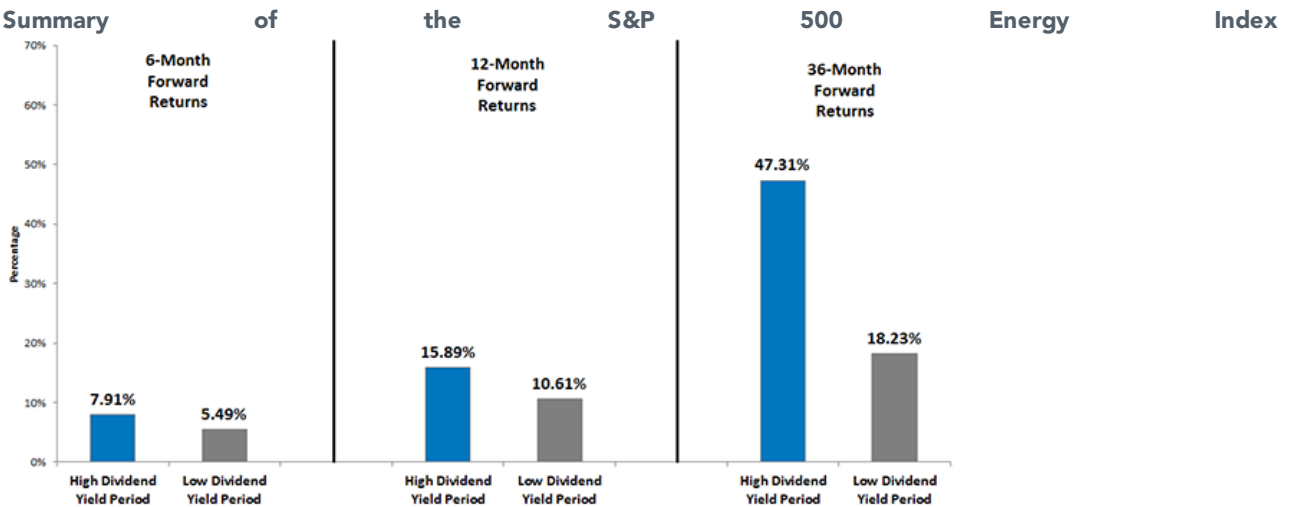 Summary of the S&P 500 Energy Index
70%
60%
50%
40%
30%
20%
10%
0%
Percentage
6-Month
Forward
Returns
7.91%
5.49%
High Dividend
Yield Period
Low Dividend
Yield Period
12-Month
Forward
Returns
15.89%
10.61%
High Dividend
Yield Period
Low Dividend
Yield Period
36-Month
Forward
Returns
47.31%
18.23%
High Dividend
Yield Period
Low Dividend
Yield Period